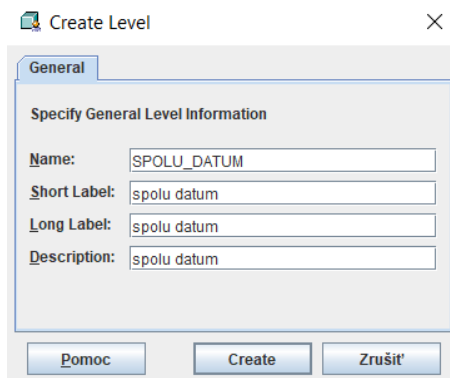 Create Level
General
Specify General Level Information
Name: SPOLU_DATUM
Short Label: spolu datum
Long Label: spolu datum
Description: spolu datum
Pomoc Create Zrušiť